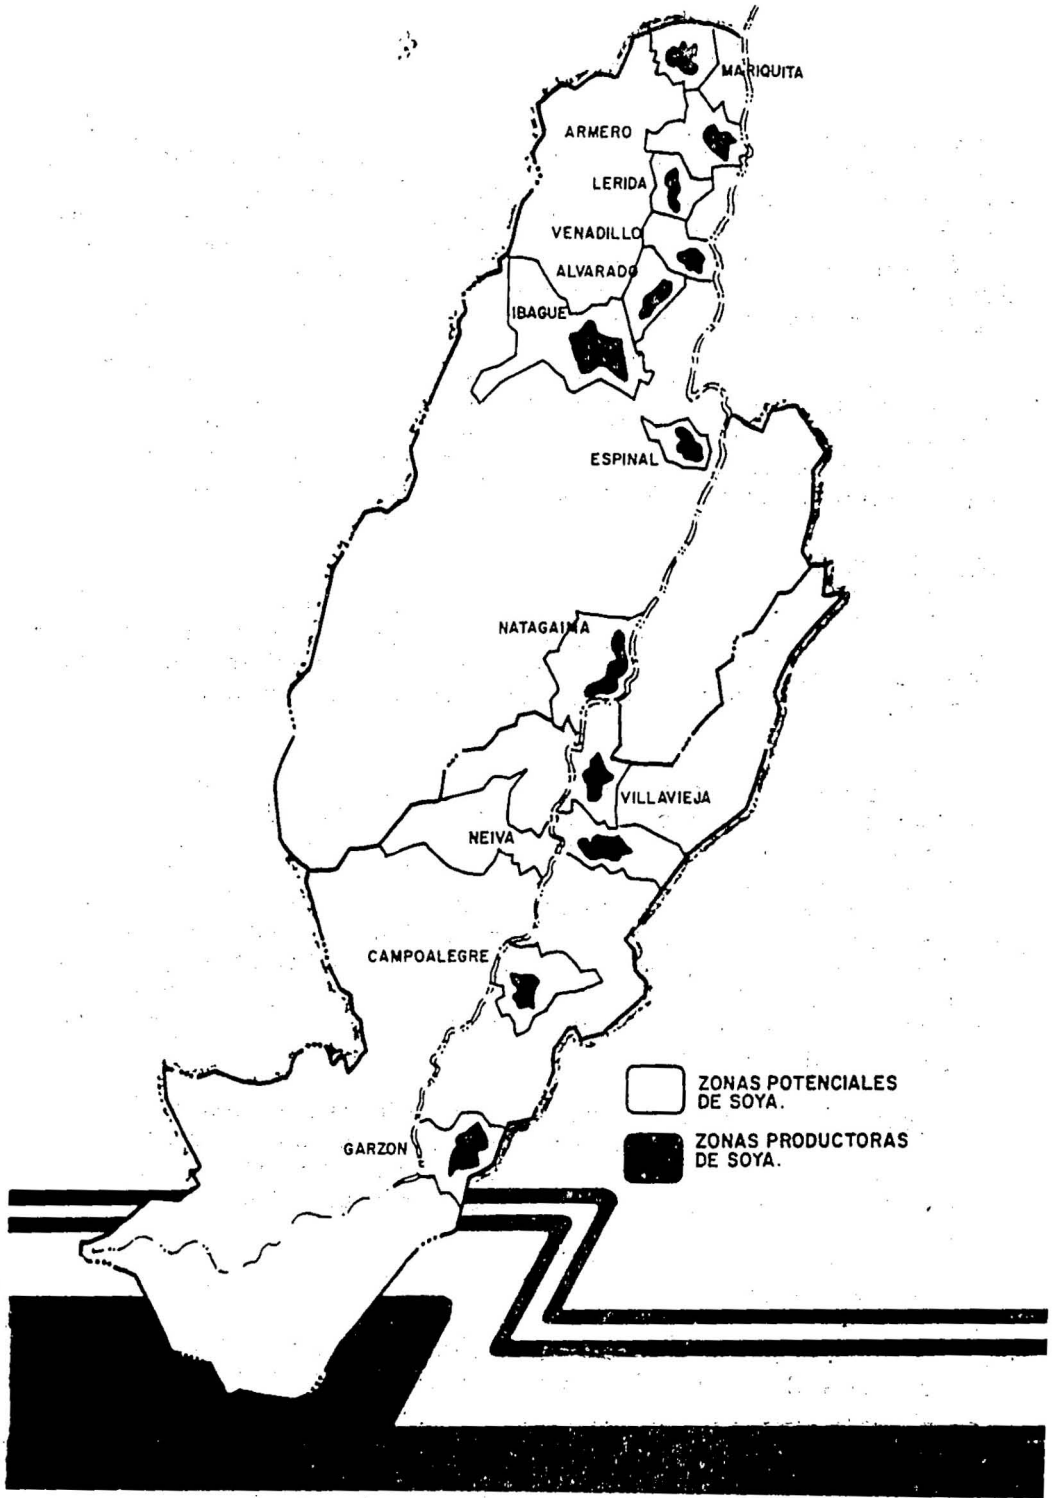 MARIQUITA
ARMERO
LERIDA
VENADILLO
ALVARADO
IBAGUE
ESPINAL
NATAGAIMA
VILLAVIEJA
NEIVA
CAMPOALEGRE
ZONAS POTENCIALES
DE SOYA.
ZONAS PRODUCTORAS
DE SOYA.
GARZON